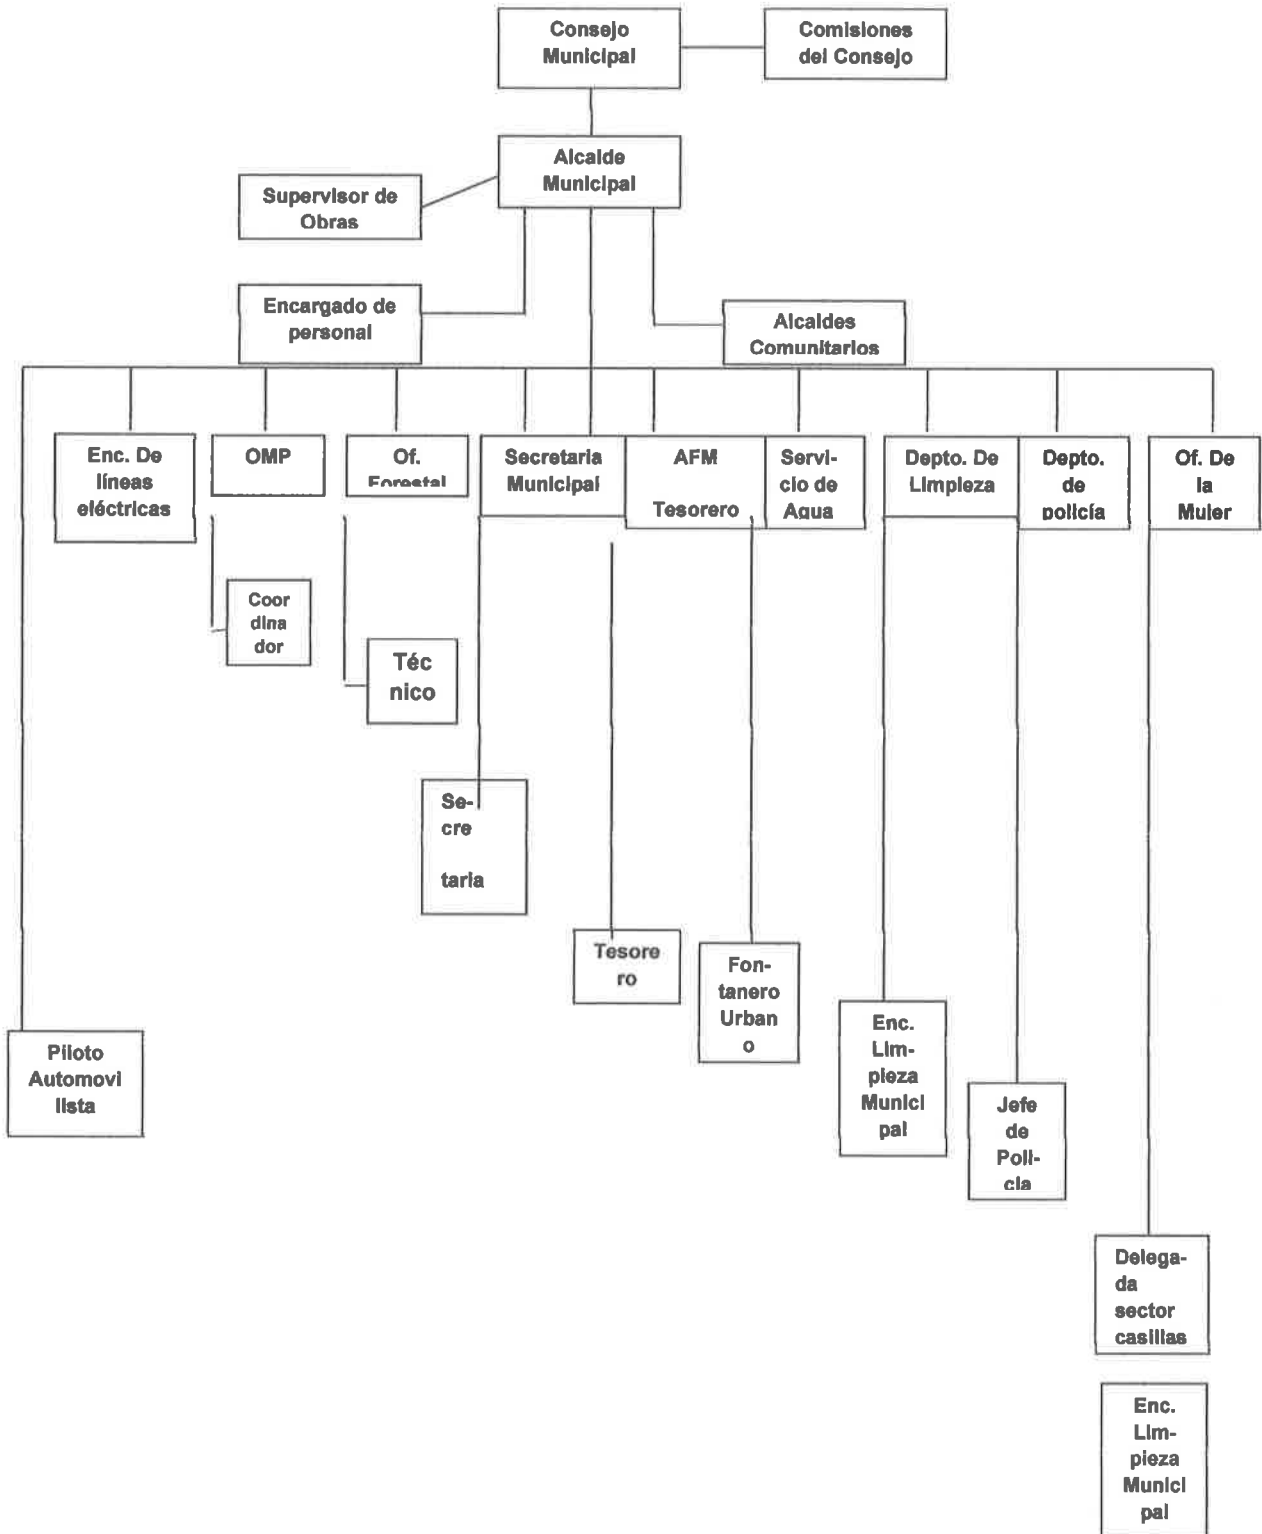 Consejo
Municipal
Comisiones
del Consejo
Alcalde
Municipal
Supervisor de
Obras
Encargado de
personal
Alcaldes
Comunitarios
Enc. De
líneas
eléctricas
OMP
Of.
Forestal
Secretaria
Municipal
AFM
Tesorero
Servi-
cio de
Agua
Depto. De
Limpieza
Depto.
de
policía
Of. De
la
Mujer
Coor
dina
dor
Téc
nico
Se-
cre
taria
Tesore
ro
Fon-
tanero
Urban
o
Enc.
Lim-
pieza
Munici
pal
Piloto
Automovi
lista
Jefe
de
Poli-
cia
Delega-
da
sector
casillas
Enc.
Lim-
pieza
Munici
pal